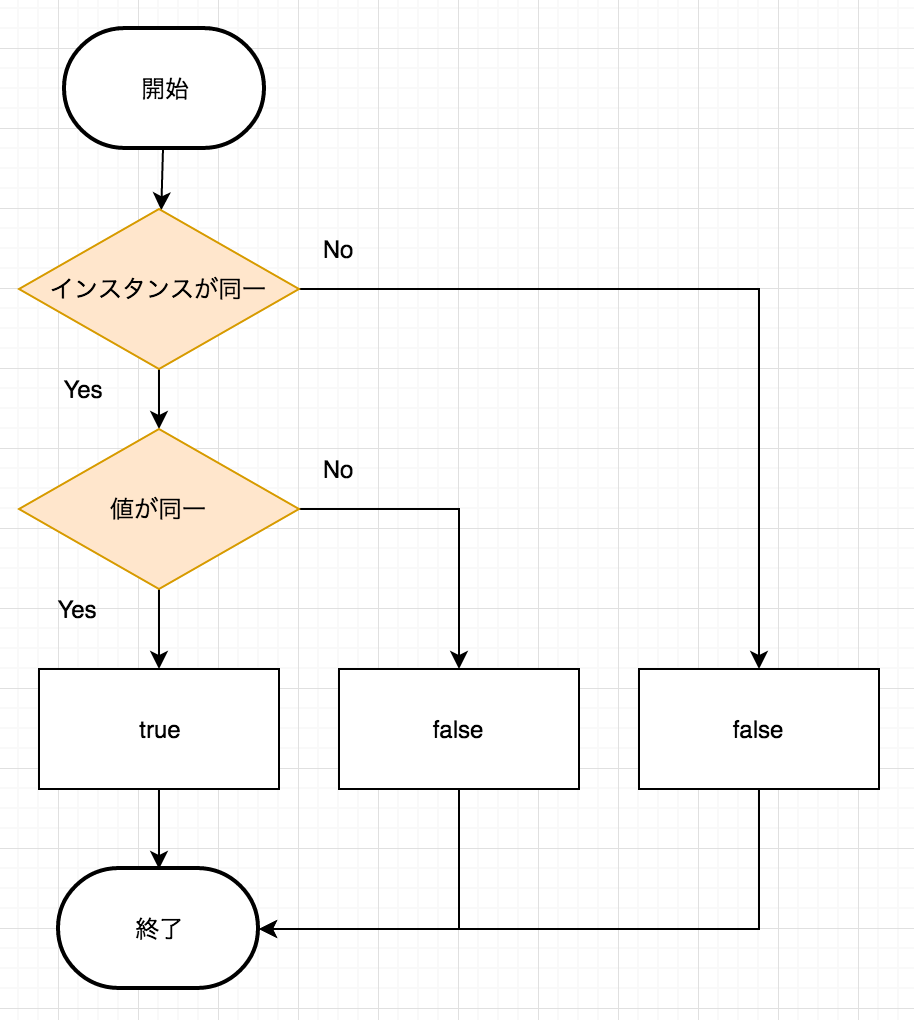 開始
インスタンスが同一
No
Yes
値が同一
No
Yes
true
false
false
終了